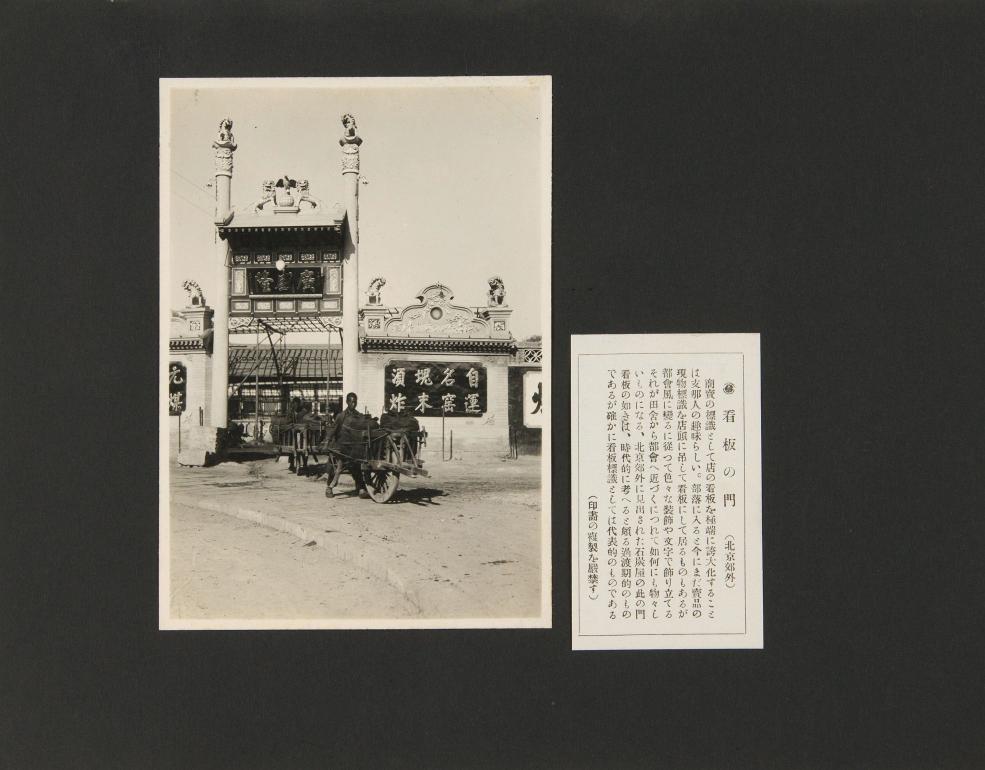 自運
名窑
塊末
須炸
元煤
看板の門 （北京郊外）
商賣の標識として店の看板を極端に誇大化すること
は支那人の趣味らしい。部落に入ると今にまだ賣品の
現物標識を店頭に吊して看板にして居るものもあるが
都會風に變るに從つて色々な裝飾や文字で飾り立てる
それが田舍から都會へ近づくにつれて如何にも物々し
いものになる、北京郊外に見出された石炭屋の此の門
看板の如きは、時代的に考へると頗る過渡期的のもの
であるが確かに看板標識としては代表的のものである
（印畵の複製を嚴禁す）